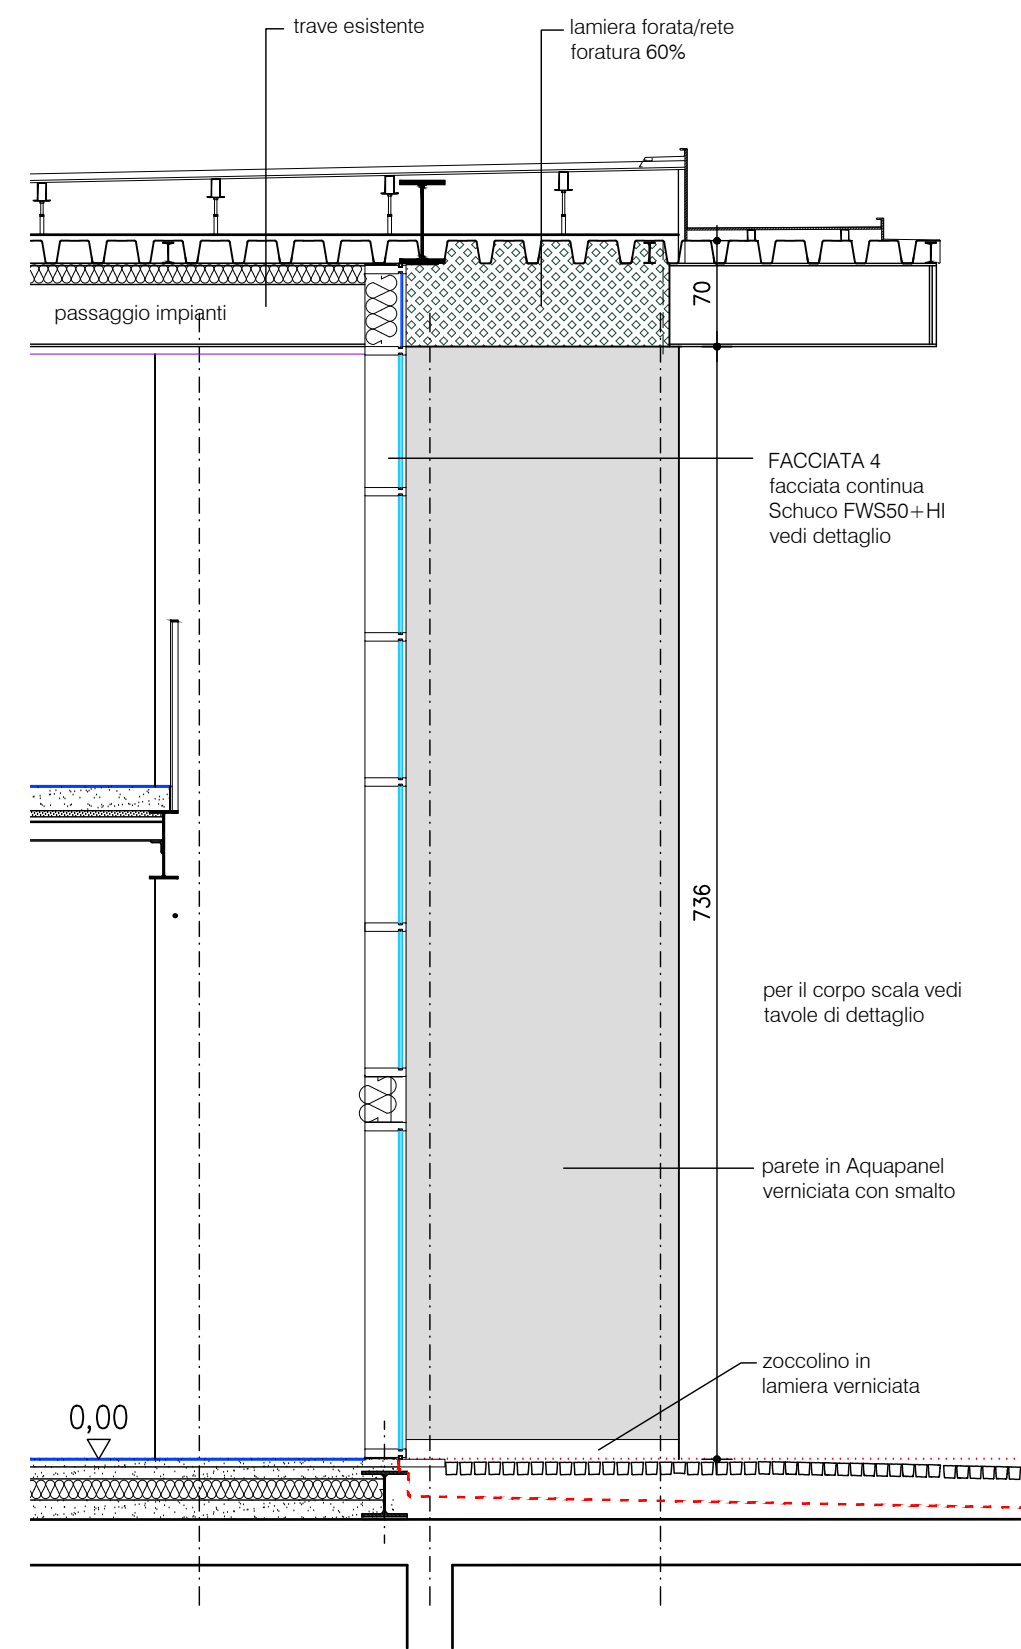 trave esistente
lamiera forata/rete
foratura 60%
passaggio impianti
70
FACCIATA 4
facciata continua
Schuco FWS50+HI
vedi dettaglio
736
per il corpo scala vedi
tavole di dettaglio
parete in Aquapanel
verniciata con smalto
zoccolino in
lamiera verniciata
0,00